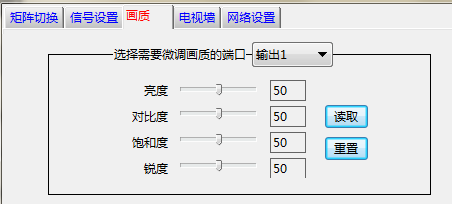 矩阵切换 信号设置 画质 电视墙 网络设置
选择需要微调画质的端口 输出1
亮度 50
对比度 50 读取
饱和度 50 重置
锐度 50